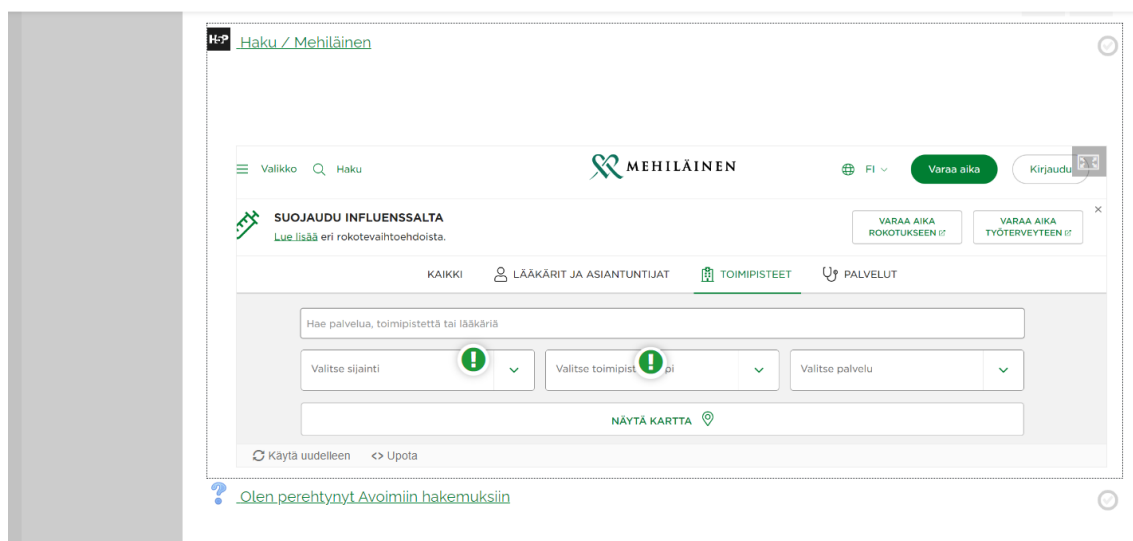 H5P Haku / Mehiläinen
Valikko Haku MEHILÄINEN FI Varaa aika Kirjaudu
SUOJAUDU INFLUENSSALTA
Lue lisää eri rokotevaihtoehdoista.
VARAA AIKA ROKOTUKSEEN
VARAA AIKA TYÖTERVEYTEEN
KAIKKI LÄÄKÄRIT JA ASIANTUNTIJAT TOIMIPISTEET PALVELUT
Hae palvelua, toimipistettä tai lääkäriä
Valitse sijainti Valitse Valitse palvelu
NÄYTÄ KARTTA
Käytä uudelleen <> Upota
Olen perehtynyt Avoimiin hakemuksiin